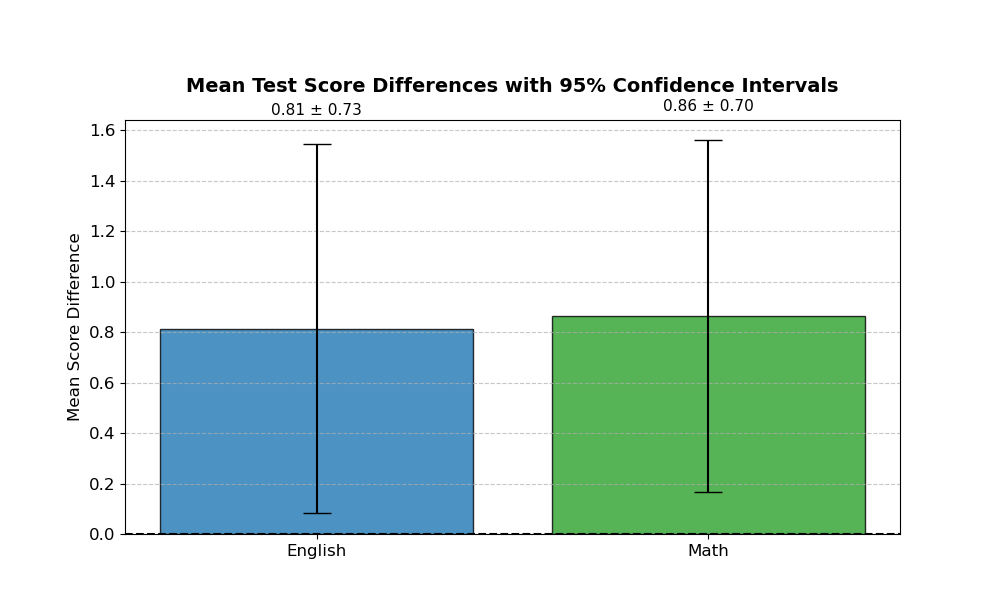 Mean Test Score Differences with 95% Confidence Intervals
0.81 ± 0.73
0.86 ± 0.70
Mean Score Difference
1.6
1.4
1.2
1.0
0.8
0.6
0.4
0.2
0.0
English
Math